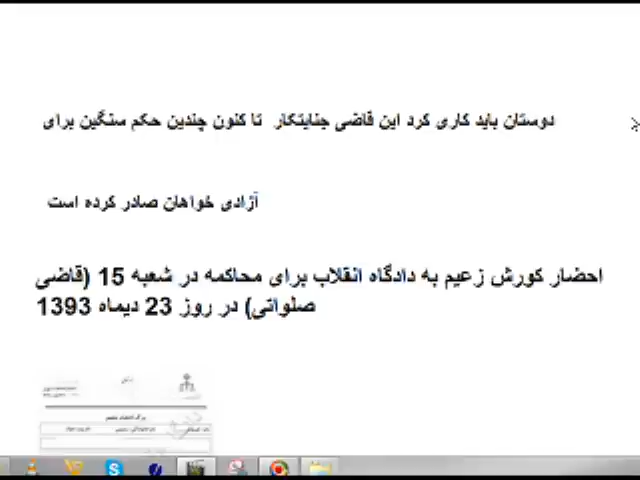 دوستان باید کاری کرد این قاضی جنایتکار تا کنون چندین حکم سنگین برای
آزادی خواهان صادر کرده است
احضار کورش زعیم به دادگاه انقلاب برای محاکمه در شعبه 15 (قاضی
صلواتی) در روز 23 دیماه 1393